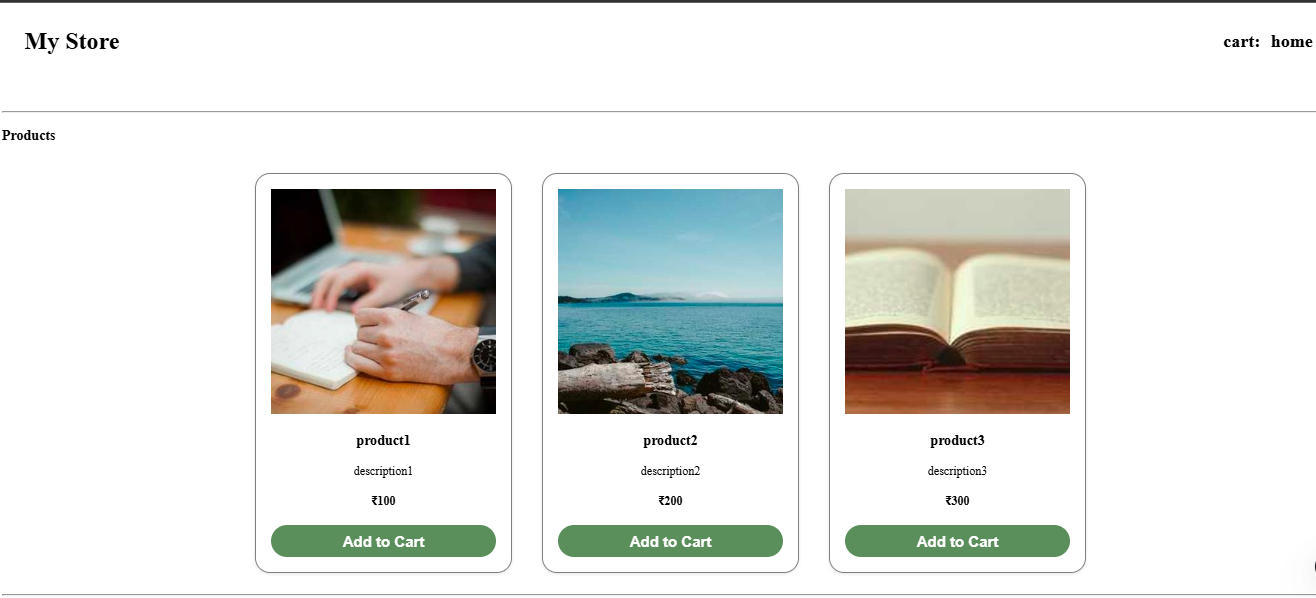 My Store
cart: home
Products
product1
description1
₹100
Add to Cart
product2
description2
₹200
Add to Cart
product3
description3
₹300
Add to Cart